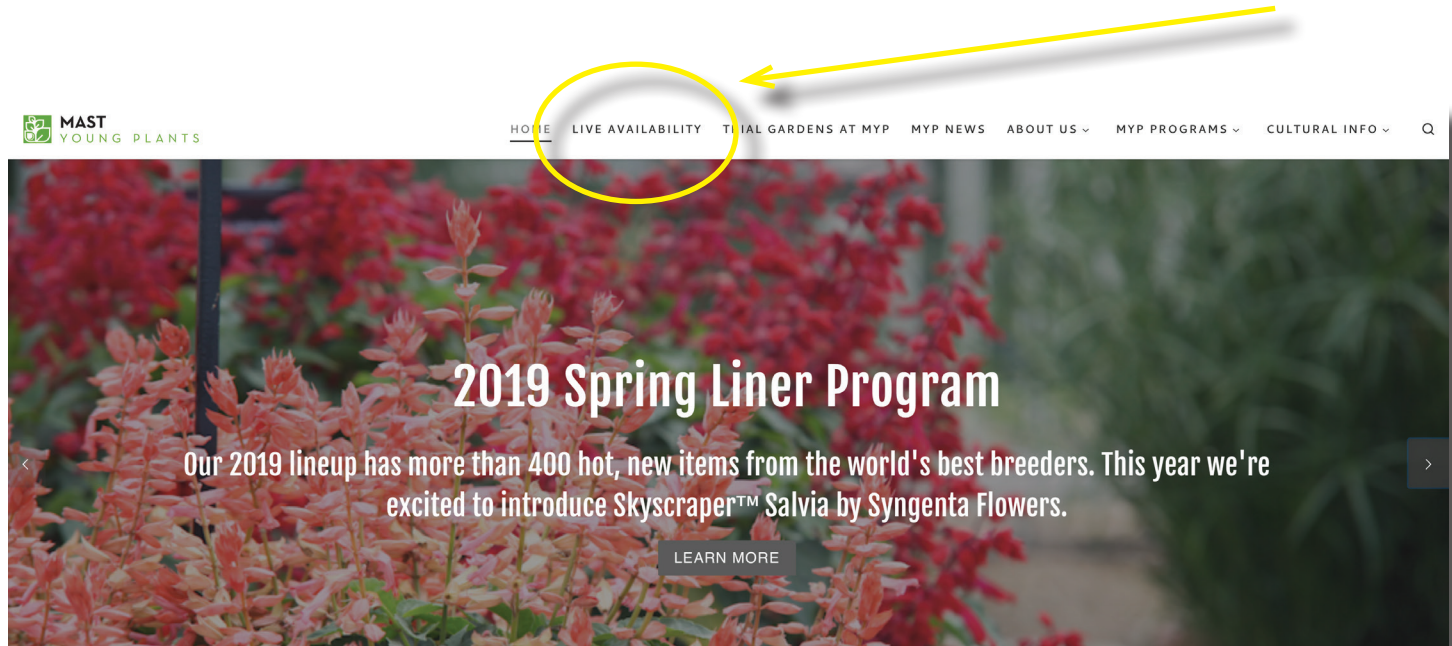 MAST
YOUNG PLANTS
HOME LIVE AVAILABILITY TRIAL GARDENS AT MYP MYP NEWS ABOUT US MYP PROGRAMS CULTURAL INFO
2019 Spring Liner Program
Our 2019 lineup has more than 400 hot, new items from the world's best breeders. This year we're
excited to introduce Skyscraper™ Salvia by Syngenta Flowers.
LEARN MORE